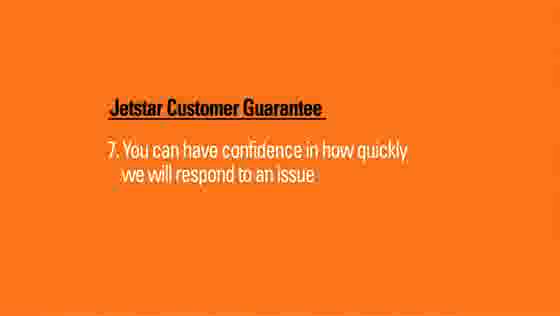 Jetstar Customer Guarantee
7. You can have confidence in how quickly
we will respond to an issue